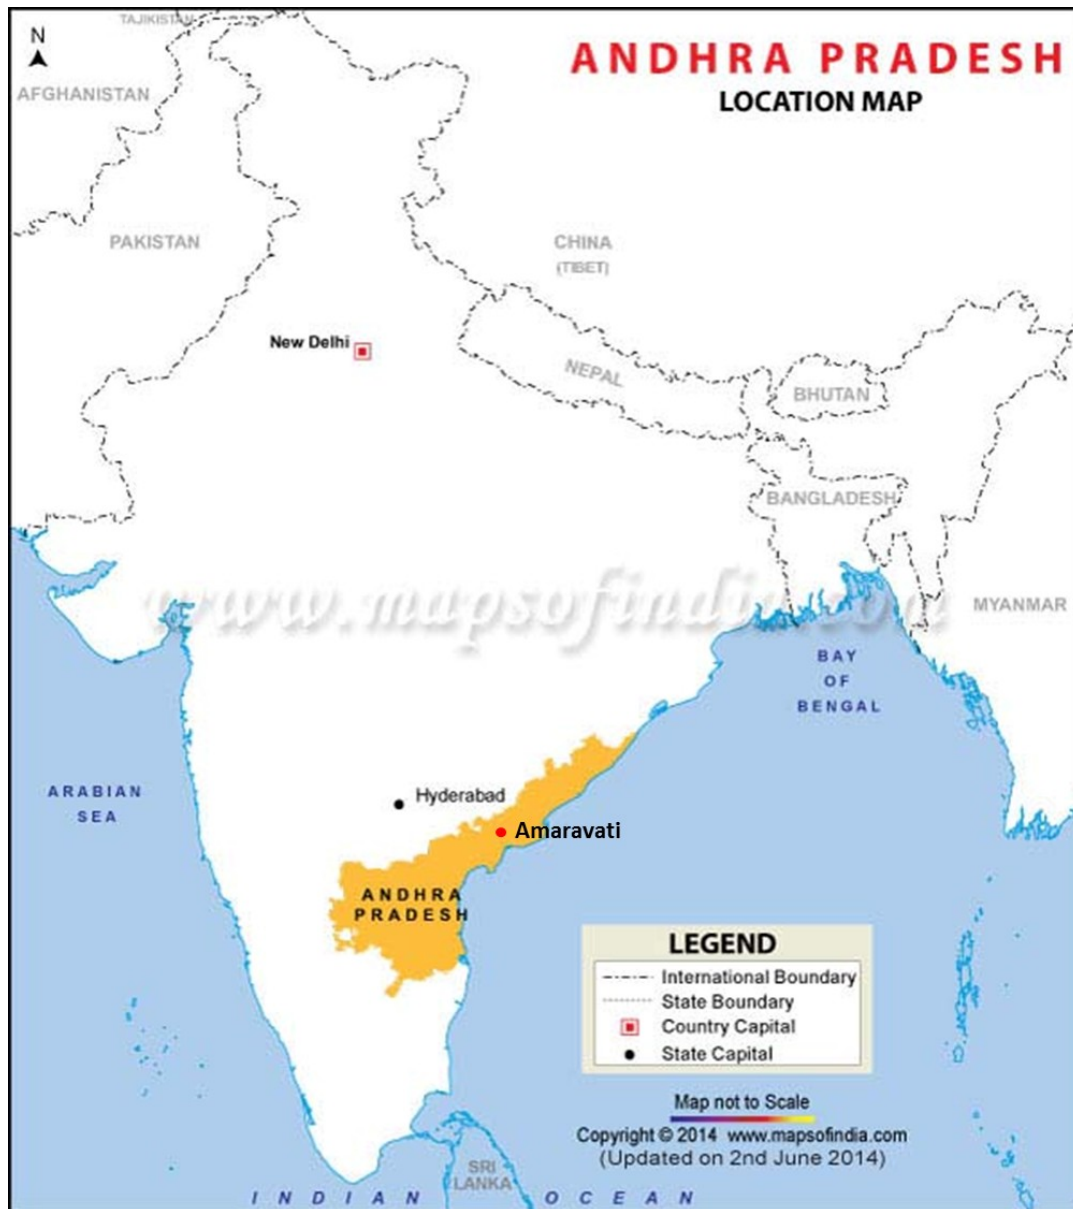 TAJIKISTAN
N
ANDHRA PRADESH
LOCATION MAP
AFGHANISTAN
PAKISTAN
CHINA
(TIBET)
New Delhi
NEPAL
BHUTAN
BANGLADESH
www.mapsofindia.com
MYANMAR
BAY
OF
BENGAL
ARABIAN
SEA
Hyderabad
Amaravati
ANDHRA
PRADESH
LEGEND
International Boundary
State Boundary
Country Capital
State Capital
Map not to Scale
Copyright © 2014 www.mapsofindia.com
(Updated on 2nd June 2014)
SRI
LANKA
INDIAN OCEAN